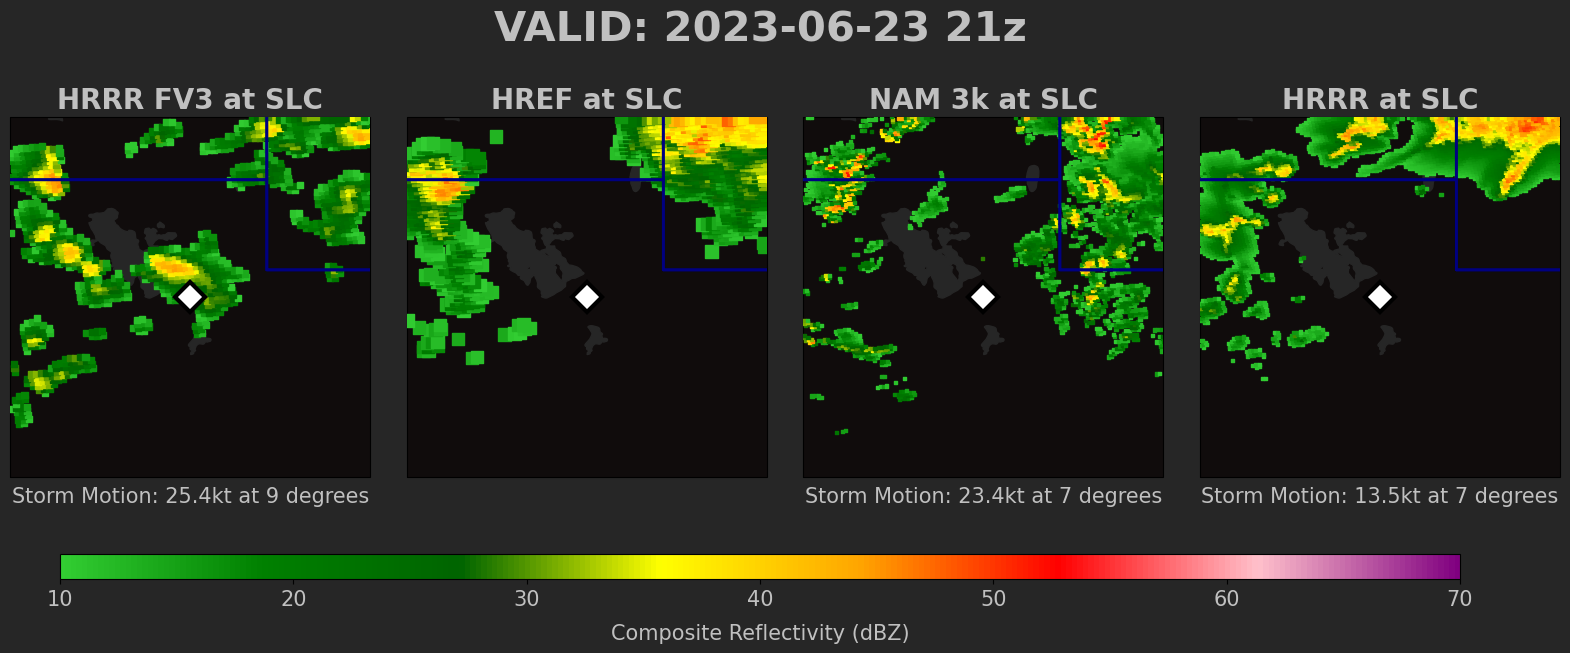 VALID: 2023-06-23 21z
HRRR FV3 at SLC
HREF at SLC
NAM 3k at SLC
HRRR at SLC
Storm Motion: 25.4kt at 9 degrees
Storm Motion: 23.4kt at 7 degrees
Storm Motion: 13.5kt at 7 degrees
10 20 30 40 50 60 70
Composite Reflectivity (dBZ)